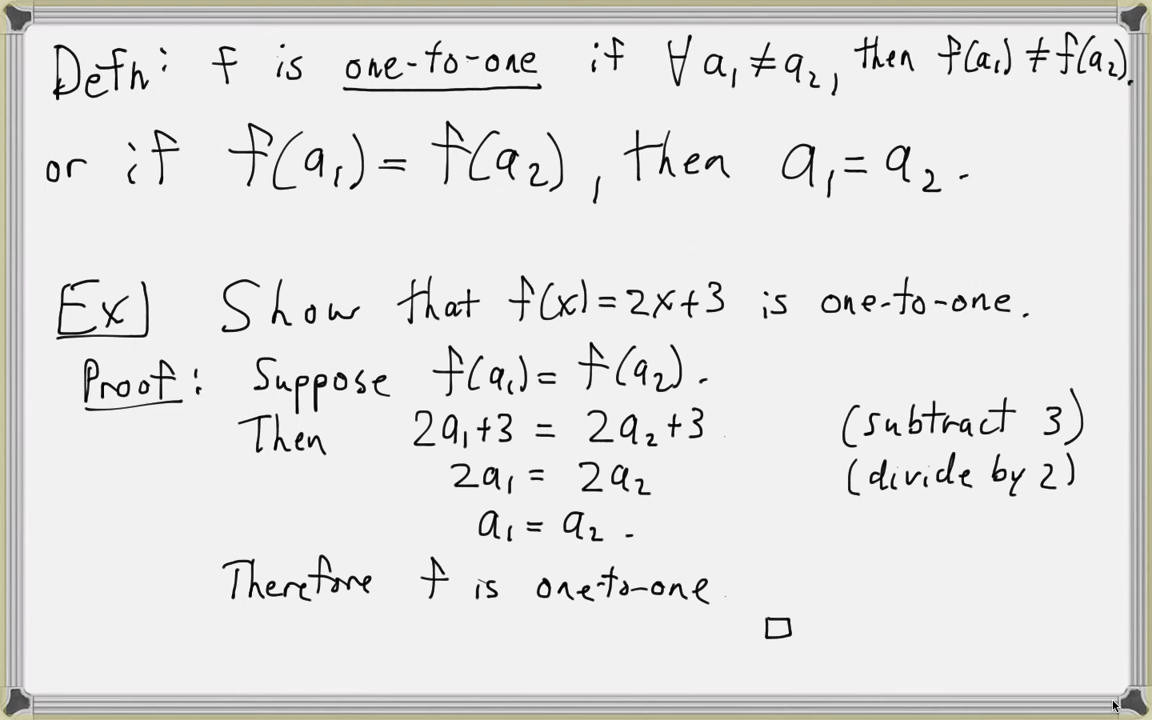 Defn: f is one-to-one if ∀ a₁ ≠ a₂, then f(a₁) ≠ f(a₂).
or if f(a₁) = f(a₂), then a₁ = a₂.
Ex] Show that f(x) = 2x+3 is one-to-one.
Proof: Suppose f(a₁) = f(a₂).
Then 2a₁+3 = 2a₂+3 (subtract 3)
2a₁ = 2a₂ (divide by 2)
a₁ = a₂.
Therefore f is one-to-one
□